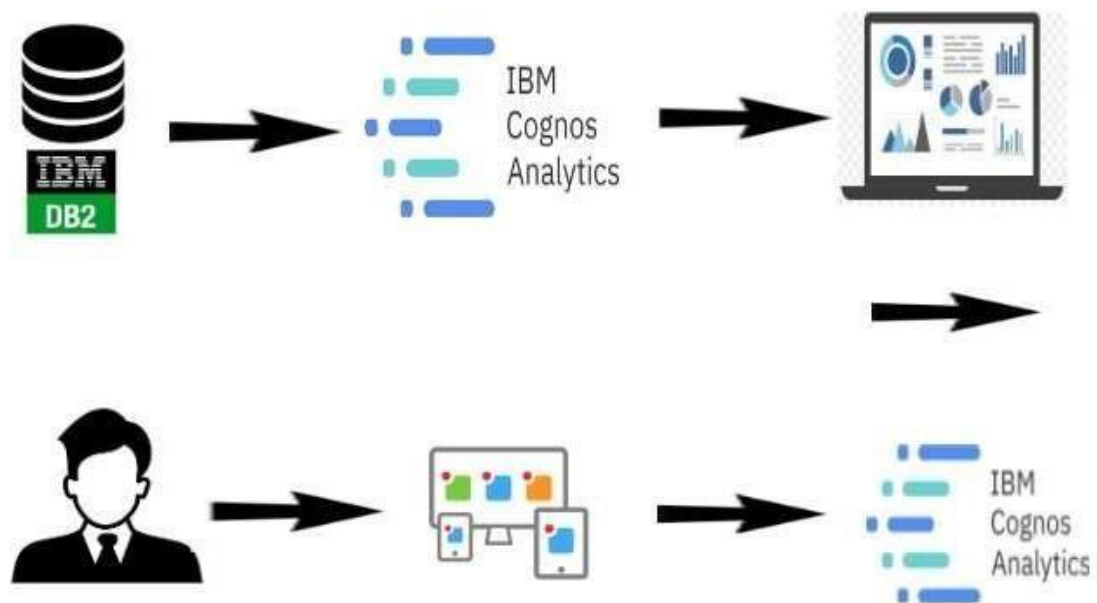 IBM
Cognos
Analytics
IBM
DB2
IBM
Cognos
Analytics